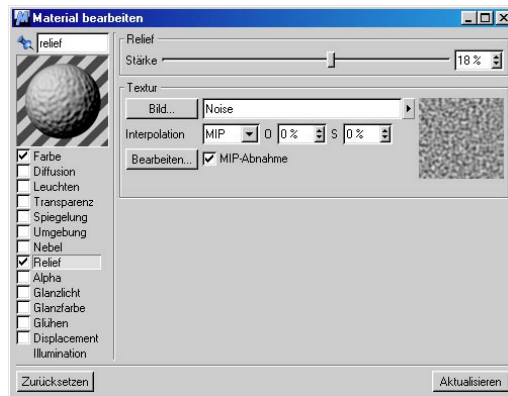 Material bearbeiten
relief
Relief
Stärke
18 %
Textur
Bild...
Noise
Interpolation
MIP
O
0 %
S
0 %
Bearbeiten...
MIP-Abnahme
Farbe
Diffusion
Leuchten
Transparenz
Spiegelung
Umgebung
Nebel
Relief
Alpha
Glanzlicht
Glanzfarbe
Glühen
Displacement
Illumination
Zurücksetzen
Aktualisieren